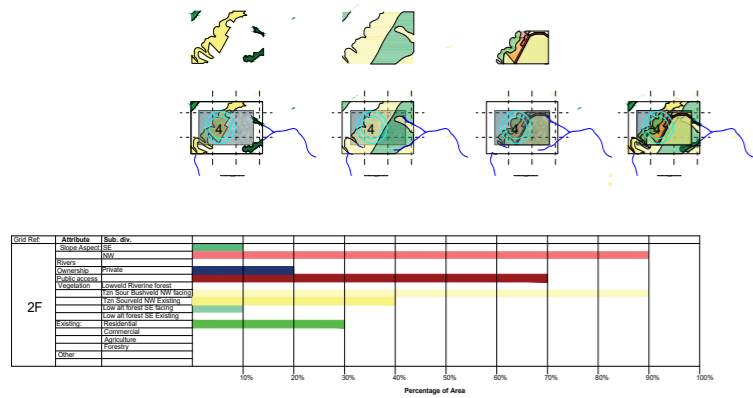 4
4
4
4
Grid Ref: Attribute Sub. div.
Slope Aspect: SE
NW
Rivers
Ownership Private
Public access
Vegetation Lowveld Riverine forest
Tzn Sour Bushveld NW facing
Tzn Sourveld NW Existing
Low alt forest SE facing
Low alt forest SE Existing
2F
Existing: Residential
Commercial
Agriculture
Forestry
Other
10% 20% 30% 40% 50% 60% 70% 80% 90% 100%
Percentage of Area